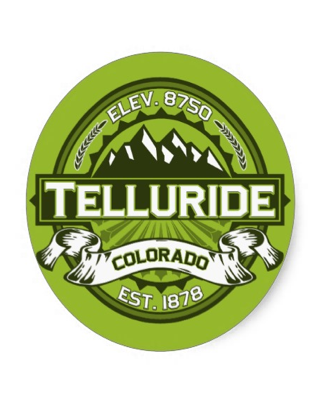 ELEV. 8750
TELLURIDE
COLORADO
EST. 1878